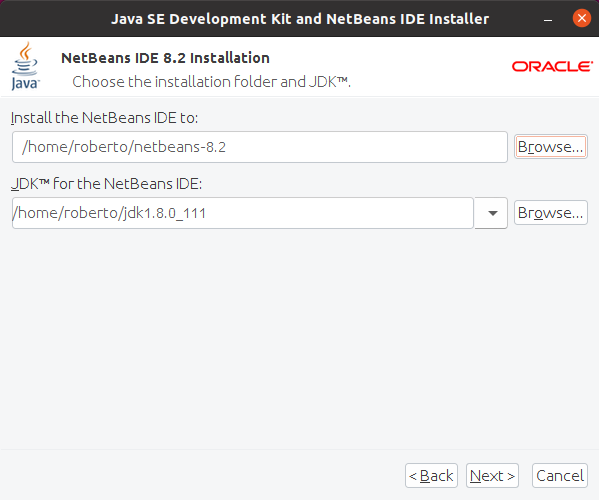 Java SE Development Kit and NetBeans IDE Installer
NetBeans IDE 8.2 Installation
Choose the installation folder and JDK™.
Java™
ORACLE®
Install the NetBeans IDE to:
/home/roberto/netbeans-8.2
Browse...
JDK™ for the NetBeans IDE:
/home/roberto/jdk1.8.0_111
Browse...
< Back
Next >
Cancel